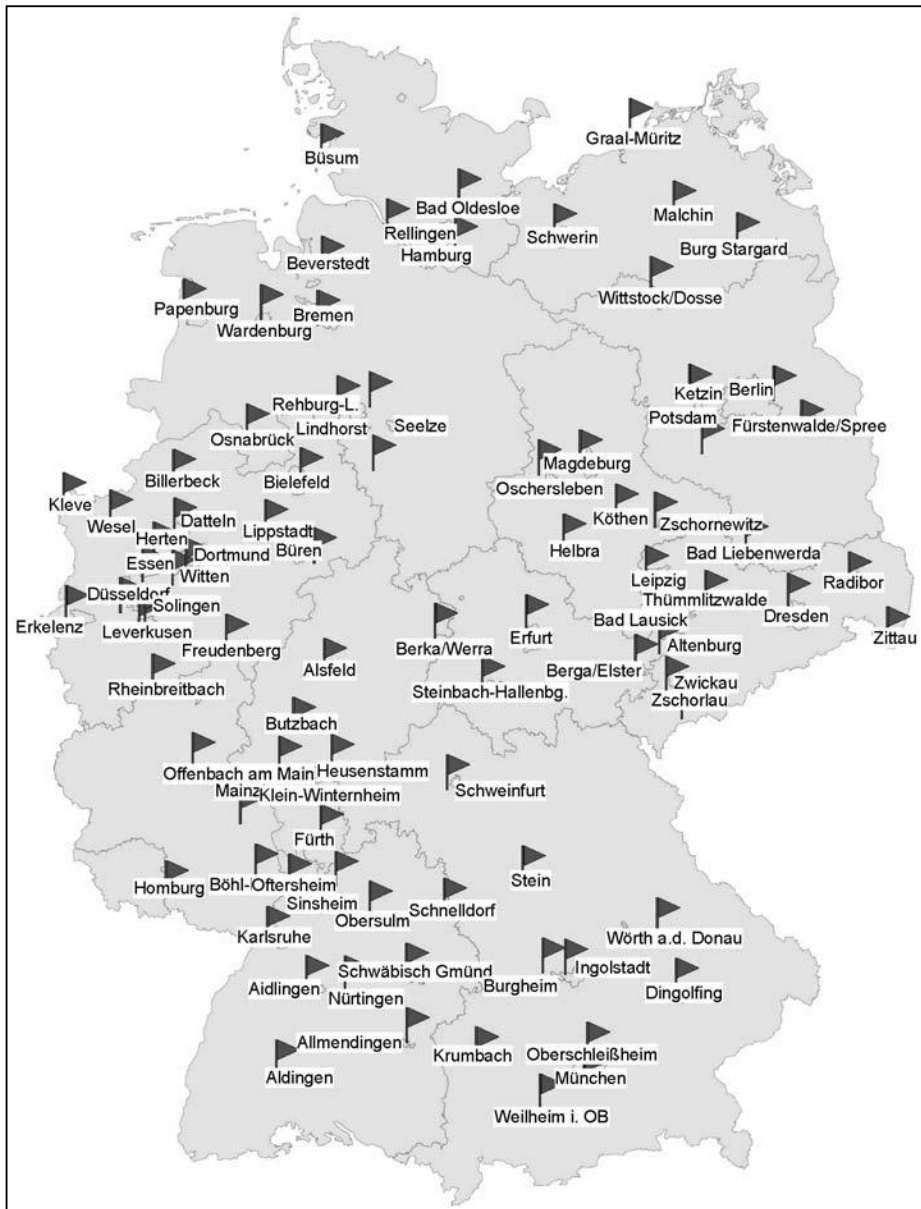 Graal-Müritz
Büsum
Bad Oldesloe
Malchin
Rellingen
Schwerin
Burg Stargard
Hamburg
Beverstedt
Wittstock/Dosse
Papenburg
Bremen
Wardenburg
Ketzin
Berlin
Rehburg-L.
Potsdam
Lindhorst
Seelze
Fürstenwalde/Spree
Osnabrück
Magdeburg
Billerbeck
Bielefeld
Oschersleben
Kleve
Wesel
Datteln
Lippstadt
Köthen
Zschornewitz
Herten
Dortmund
Büren
Helbra
Bad Liebenwerda
Essen
Witten
Leipzig
Radibor
Düsseldorf
Solingen
Thümmlitzwalde
Erkelenz
Leverkusen
Bad Lausick
Dresden
Freudenberg
Berka/Werra
Erfurt
Altenburg
Zittau
Rheinbreitbach
Alsfeld
Steinbach-Hallenbg.
Berga/Elster
Zwickau
Zschorlau
Butzbach
Offenbach am Main
Heusenstamm
Mainz
Klein-Winternheim
Schweinfurt
Fürth
Homburg
Böhl-Oftersheim
Stein
Sinsheim
Obersulm
Schnelldorf
Karlsruhe
Wörth a.d. Donau
Schwäbisch Gmünd
Ingolstadt
Aidlingen
Nürtingen
Burgheim
Dingolfing
Allmendingen
Krumbach
Oberschleißheim
Aldingen
München
Weilheim i. OB